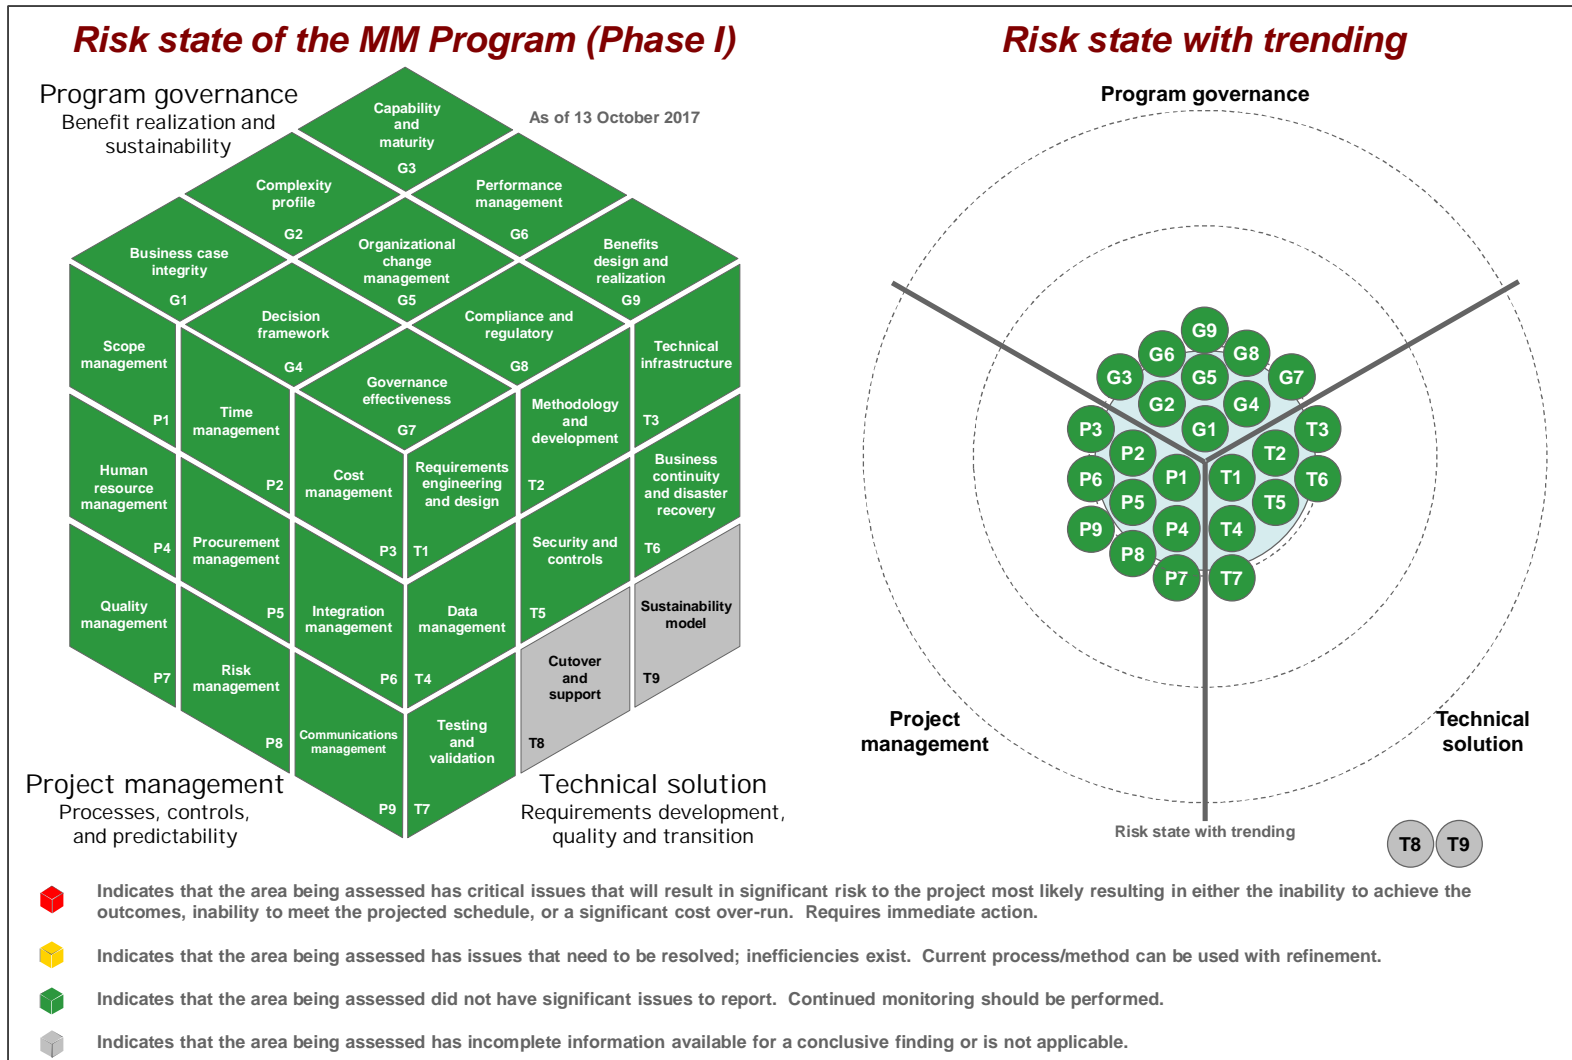 Risk state of the MM Program (Phase I)
Risk state with trending
Program governance
Benefit realization and
sustainability
As of 13 October 2017
Capability
and
maturity
G3
Complexity
profile
G2
Performance
management
G6
Business case
integrity
G1
Organizational
change
management
G5
Benefits
design and
realization
G9
Decision
framework
G4
Compliance and
regulatory
G8
Governance
effectiveness
G7
Scope
management
P1
Time
management
P2
Cost
management
P3
Human
resource
management
P4
Procurement
management
P5
Integration
management
P6
Quality
management
P7
Risk
management
P8
Communications
management
P9
Requirements
engineering
and design
T1
Methodology
and
development
T2
Technical
infrastructure
T3
Data
management
T4
Security and
controls
T5
Business
continuity
and disaster
recovery
T6
Testing
and
validation
T7
Cutover
and
support
T8
Sustainability
model
T9
Project management
Processes, controls,
and predictability
Technical solution
Requirements development,
quality and transition
Program governance
G9
G6
G8
G3
G5
G7
G2
G4
G1
P3
P2
P1
P6
P5
P4
P9
P8
P7
T3
T2
T1
T6
T5
T4
T7
Project
management
Technical
solution
Risk state with trending
T8
T9
Indicates that the area being assessed has critical issues that will result in significant risk to the project most likely resulting in either the inability to achieve the
outcomes, inability to meet the projected schedule, or a significant cost over-run. Requires immediate action.
Indicates that the area being assessed has issues that need to be resolved; inefficiencies exist. Current process/method can be used with refinement.
Indicates that the area being assessed did not have significant issues to report. Continued monitoring should be performed.
Indicates that the area being assessed has incomplete information available for a conclusive finding or is not applicable.